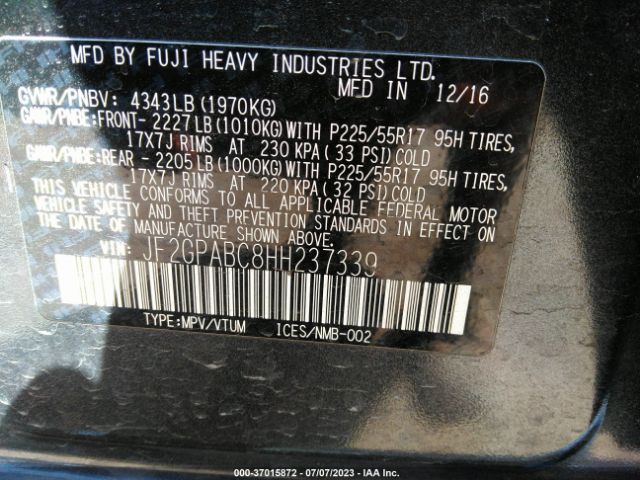 MFD BY FUJI HEAVY INDUSTRIES LTD.
MFD IN 12/16
GVWR/PNBV: 4343LB(1970KG)
GAWR/PNBE:FRONT- 2227LB(1010KG)WITH P225/55R17 95H TIRES,
17X7J RIMS AT 230 KPA(33 PSI)COLD
GAWR/PNBE:REAR - 2205LB(1000KG)WITH P225/55R17 95H TIRES,
17X7J RIMS AT 220 KPA(32 PSI)COLD
THIS VEHICLE CONFORMS TO ALL APPLICABLE FEDERAL MOTOR
VEHICLE SAFETY AND THEFT PREVENTION STANDARDS IN EFFECT ON
THE DATE OF MANUFACTURE SHOWN ABOVE.
VIN: JF2GPABC8HH237339
TYPE:MPV/VTUM ICES/NMB-002
000-37015872 - 07/07/2023 - IAA Inc.